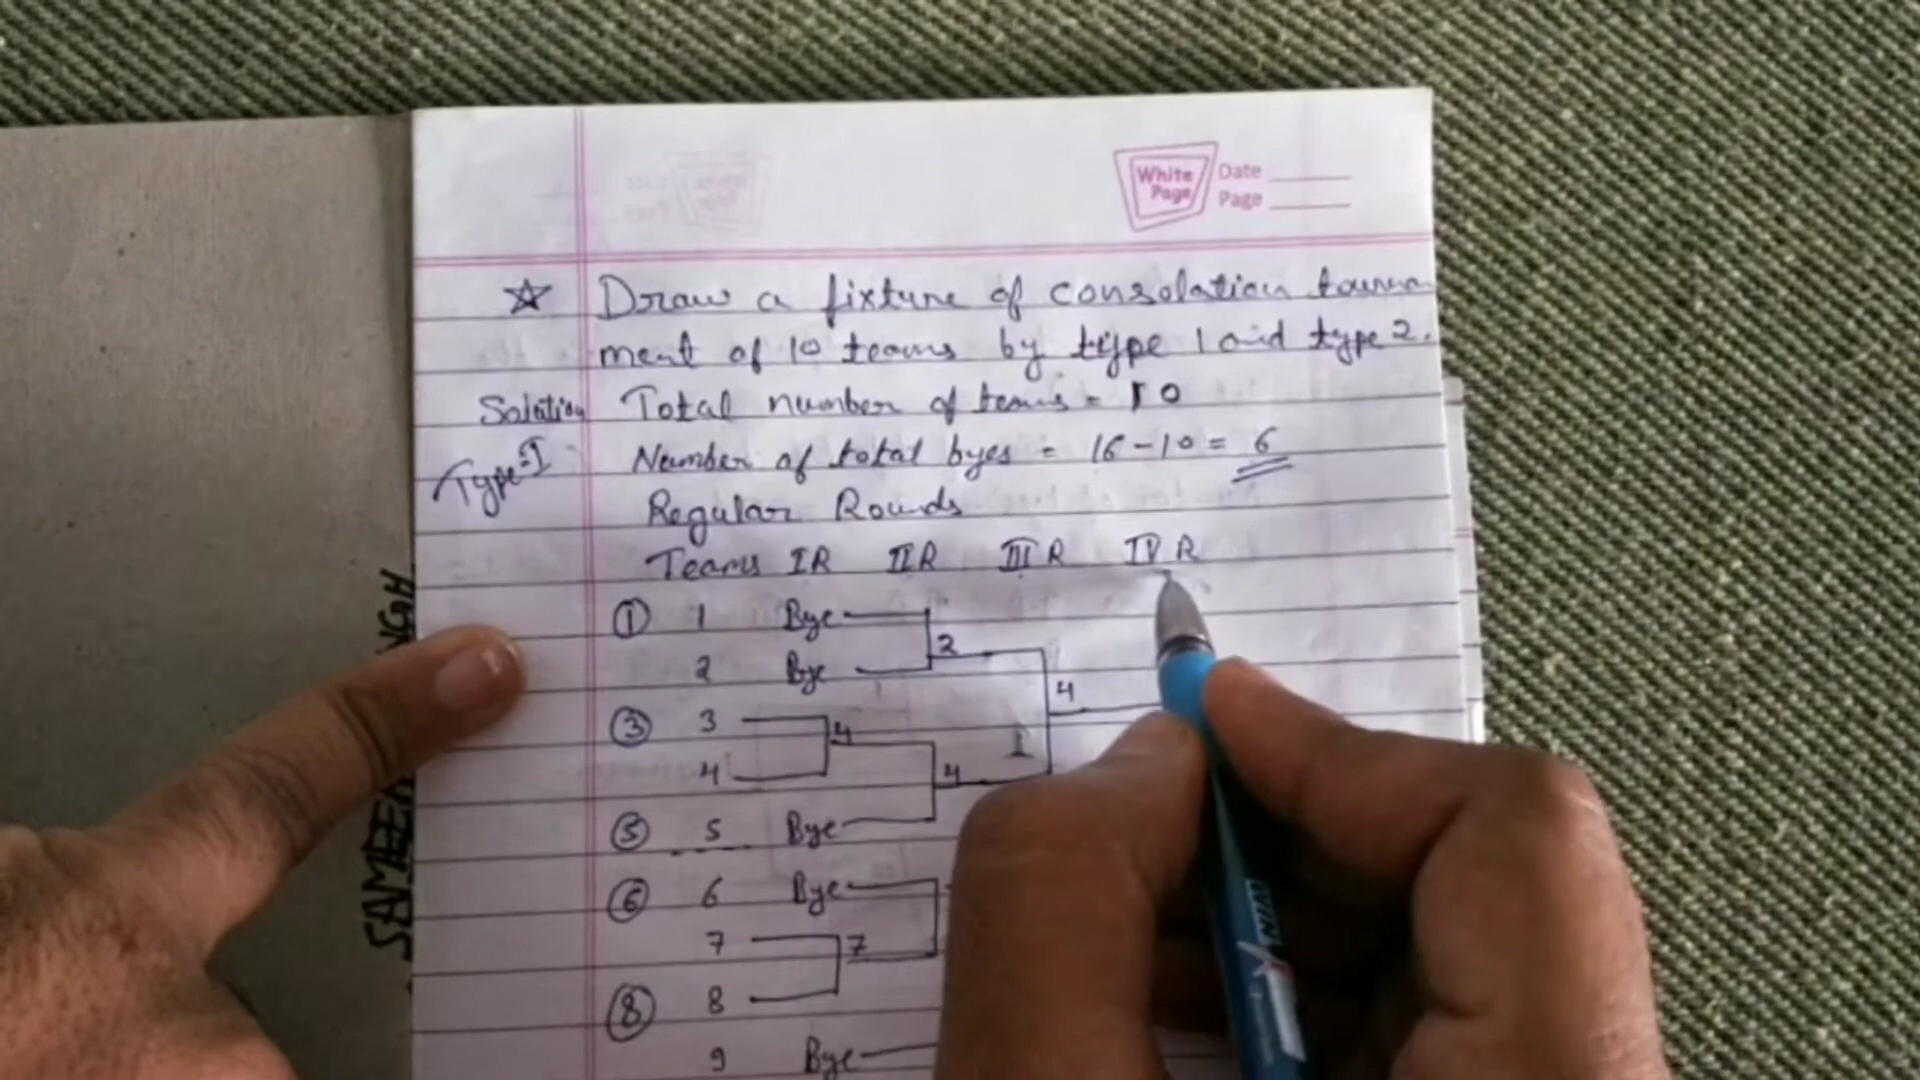 White Page Date
Page
☆ Draw a fixture of consolation tourna
ment of 10 teams by type 1 and type 2.
Solution Total number of teams = 10
Type-I Number of total byes = 16-10 = 6
Regular Rounds
Teams IR IIR IIIR IV R
① 1 Bye
2
2 Bye
4
③ 3
4
4
4
I
⑤ 5 Bye
⑥ 6 Bye
7
7
⑧ 8
9 Bye
SAMEER
NGH